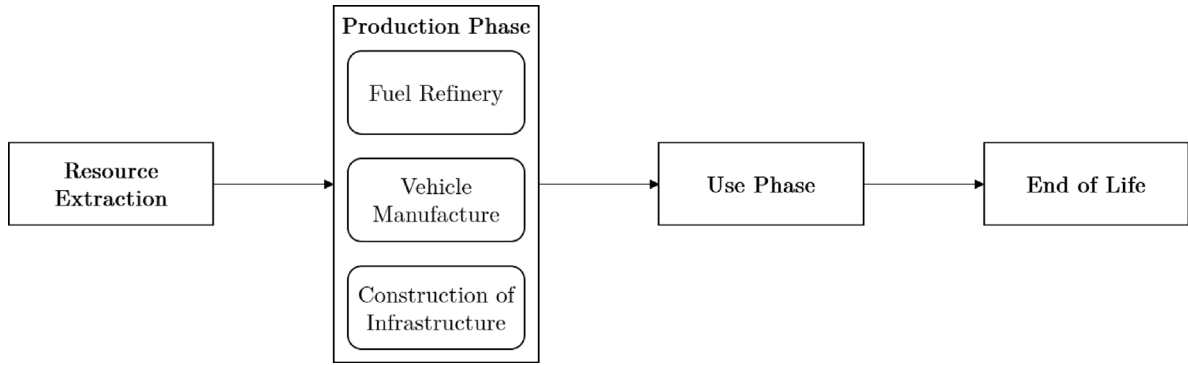 Resource
Extraction
Production Phase
Fuel Refinery
Vehicle
Manufacture
Construction of
Infrastructure
Use Phase
End of Life